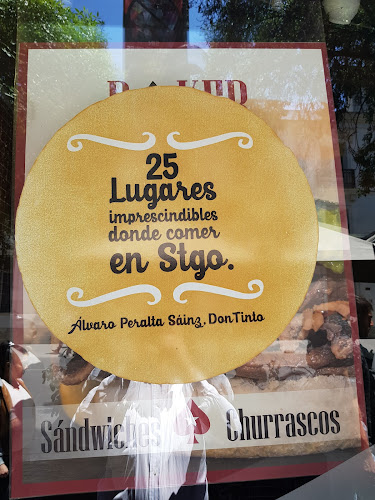 25
Lugares
imprescindibles
donde comer
en Stgo.
Álvaro Peralta Sáinz, DonTinto
Sándwiches Churrascos